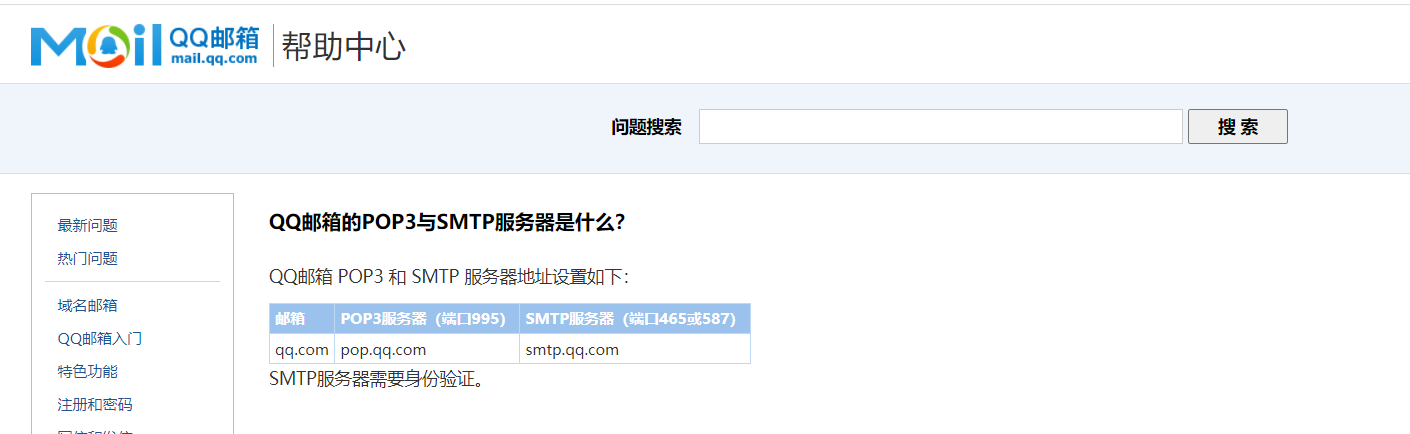 Mail QQ邮箱 帮助中心
mail.qq.com
问题搜索 搜 索
最新问题
热门问题
域名邮箱
QQ邮箱入门
特色功能
注册和密码
QQ邮箱的POP3与SMTP服务器是什么？
QQ邮箱 POP3 和 SMTP 服务器地址设置如下：
邮箱 POP3服务器（端口995） SMTP服务器（端口465或587）
qq.com pop.qq.com smtp.qq.com
SMTP服务器需要身份验证。